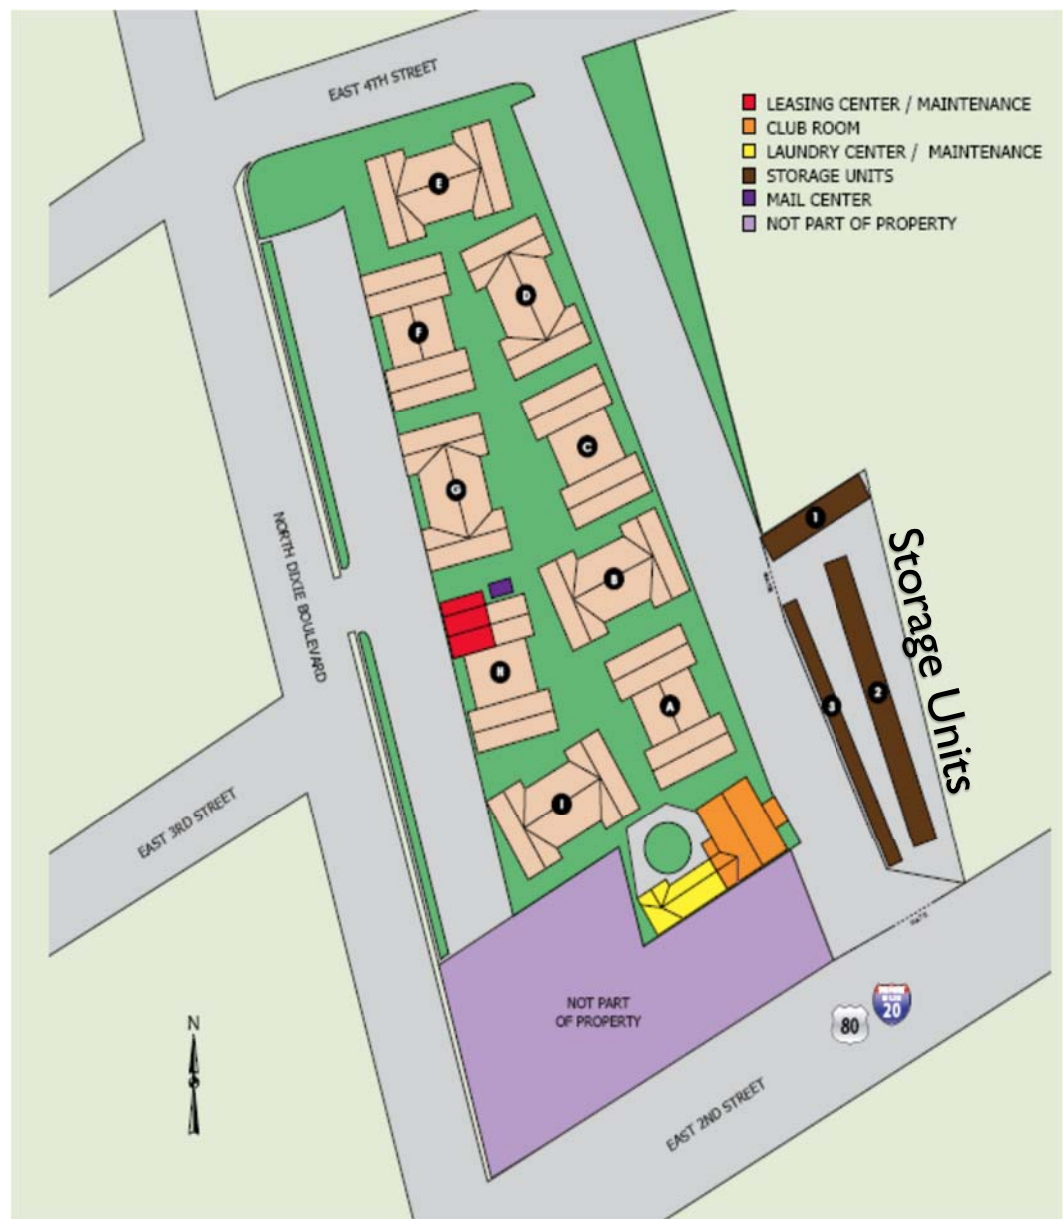 EAST 4TH STREET
LEASING CENTER / MAINTENANCE
CLUB ROOM
LAUNDRY CENTER / MAINTENANCE
STORAGE UNITS
MAIL CENTER
NOT PART OF PROPERTY
E
D
F
C
G
1
B
GATE
Storage Units
NORTH DIXIE BOULEVARD
H
A
2
3
I
EAST 3RD STREET
GATE
NOT PART
OF PROPERTY
80
20
N
EAST 2ND STREET